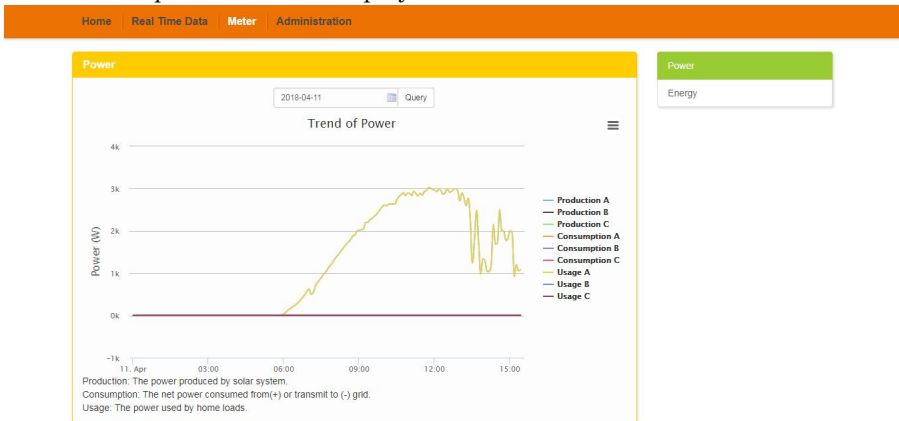 Home Real Time Data Meter Administration
Power
Power
Energy
2018-04-11 Query
Trend of Power
4k
3k
2k
1k
0k
-1k
Power (W)
11. Apr 03:00 06:00 09:00 12:00 15:00
Production A
Production B
Production C
Consumption A
Consumption B
Consumption C
Usage A
Usage B
Usage C
Production: The power produced by solar system.
Consumption: The net power consumed from(+) or transmit to (-) grid.
Usage: The power used by home loads.